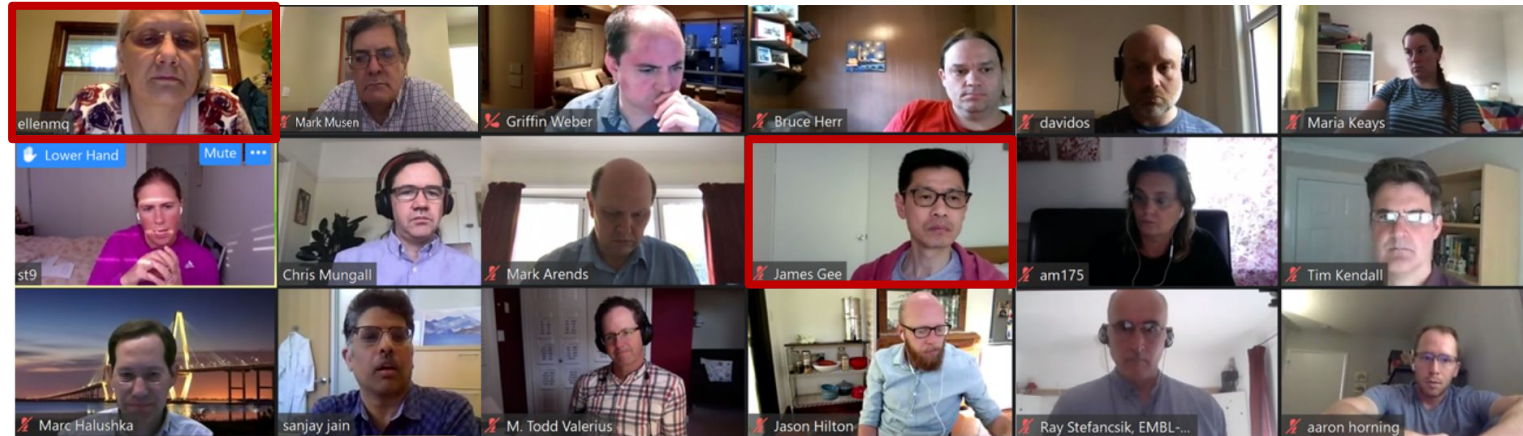 ellenmq
Mark Musen
Griffin Weber
Bruce Herr
davidos
Maria Keays
Lower Hand
Mute
st9
Chris Mungall
Mark Arends
James Gee
am175
Tim Kendall
Marc Halushka
sanjay jain
M. Todd Valerius
Jason Hilton
Ray Stefancsik, EMBL-...
aaron horning